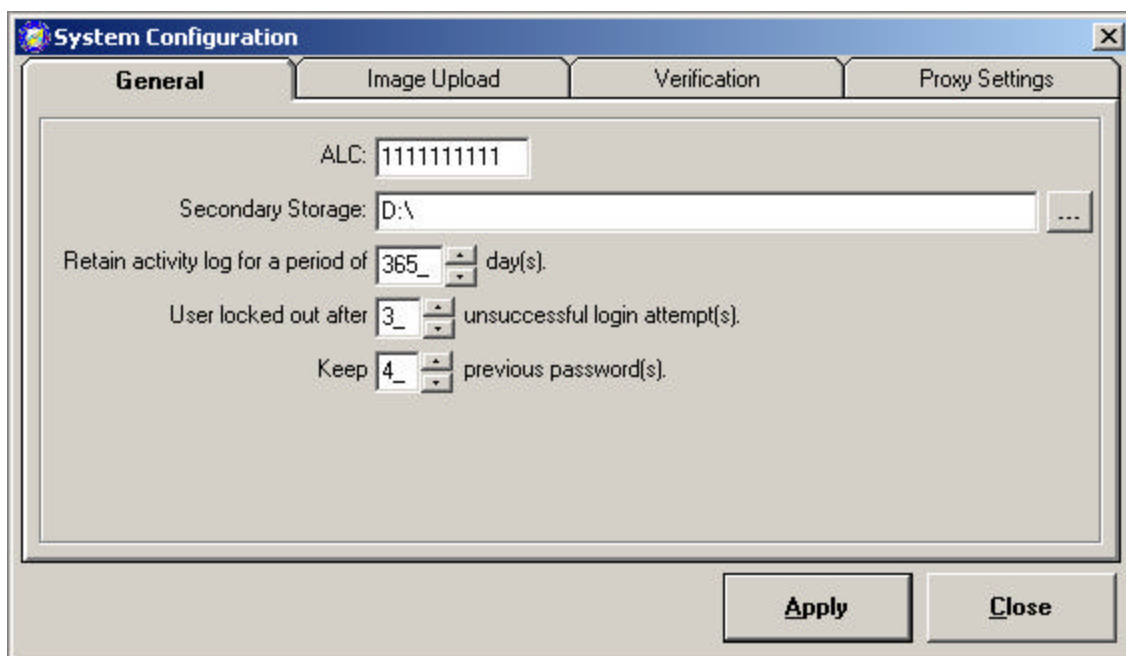 System Configuration
General Image Upload Verification Proxy Settings
ALC: 1111111111
Secondary Storage: D:\ ...
Retain activity log for a period of 365_ day(s).
User locked out after 3_ unsuccessful login attempt(s).
Keep 4_ previous password(s).
Apply Close